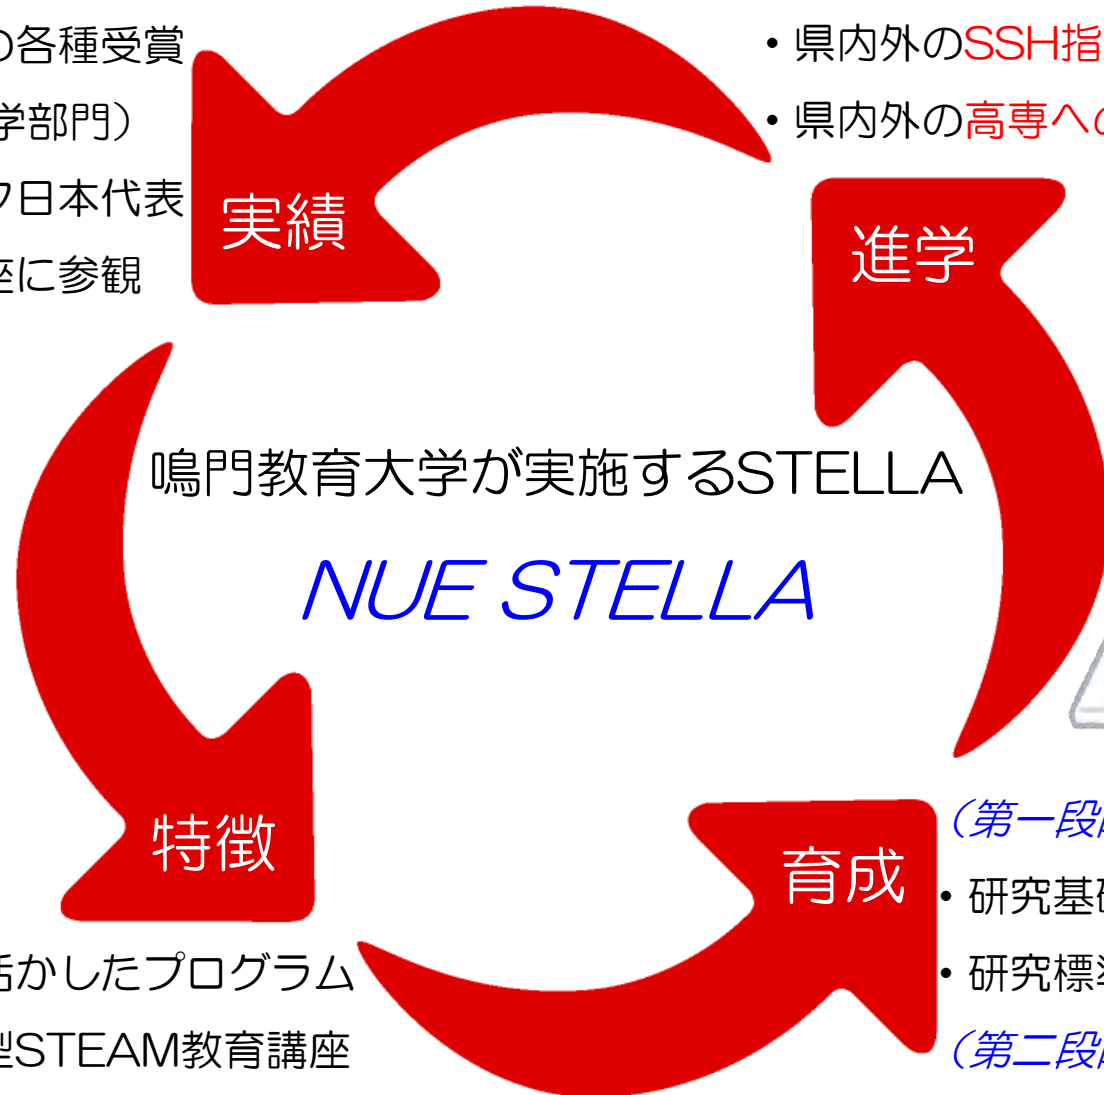 の各種受賞
学部門）
ク日本代表
座に参観
・県内外のSSH指
・県内外の高専への
実績
進学
鳴門教育大学が実施するSTELLA
NUE STELLA
特徴
育成
活かしたプログラム
型STEAM教育講座
（第一段階
・研究基礎
・研究標準
（第二段階